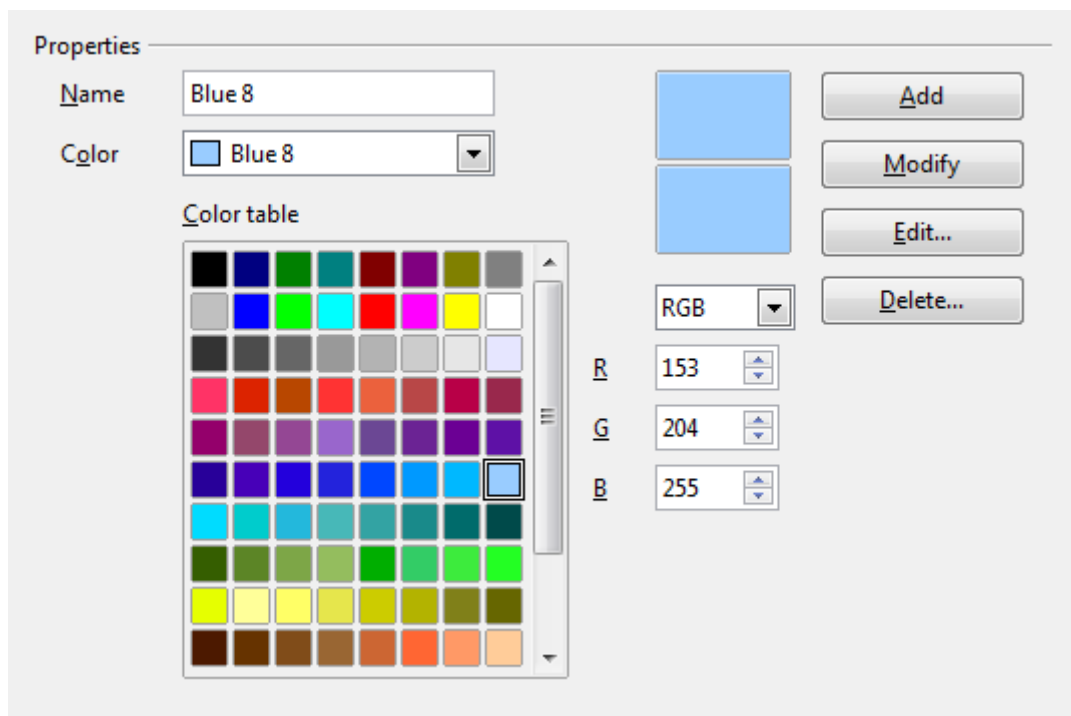 Properties
Name Blue 8 Add
Color Blue 8 Modify
Color table
Edit...
RGB Delete...
R 153
G 204
B 255